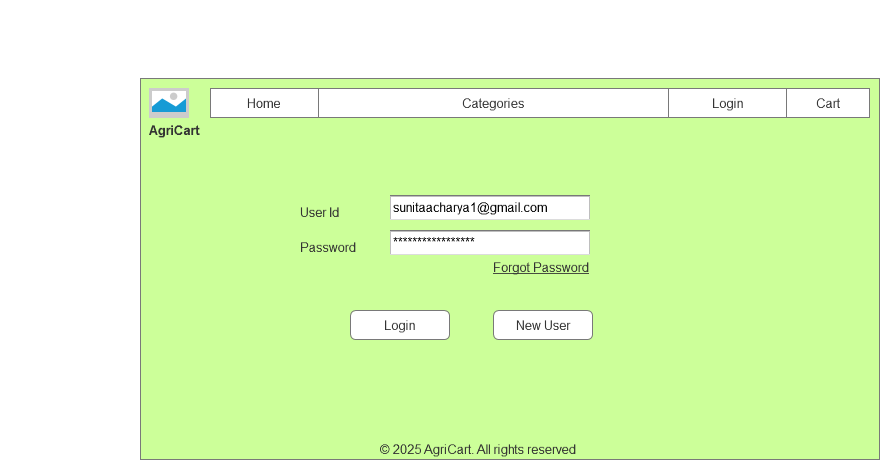 Home Categories Login Cart
AgriCart
User Id sunitaacharya1@gmail.com
Password *****************
Forgot Password
Login New User
© 2025 AgriCart. All rights reserved